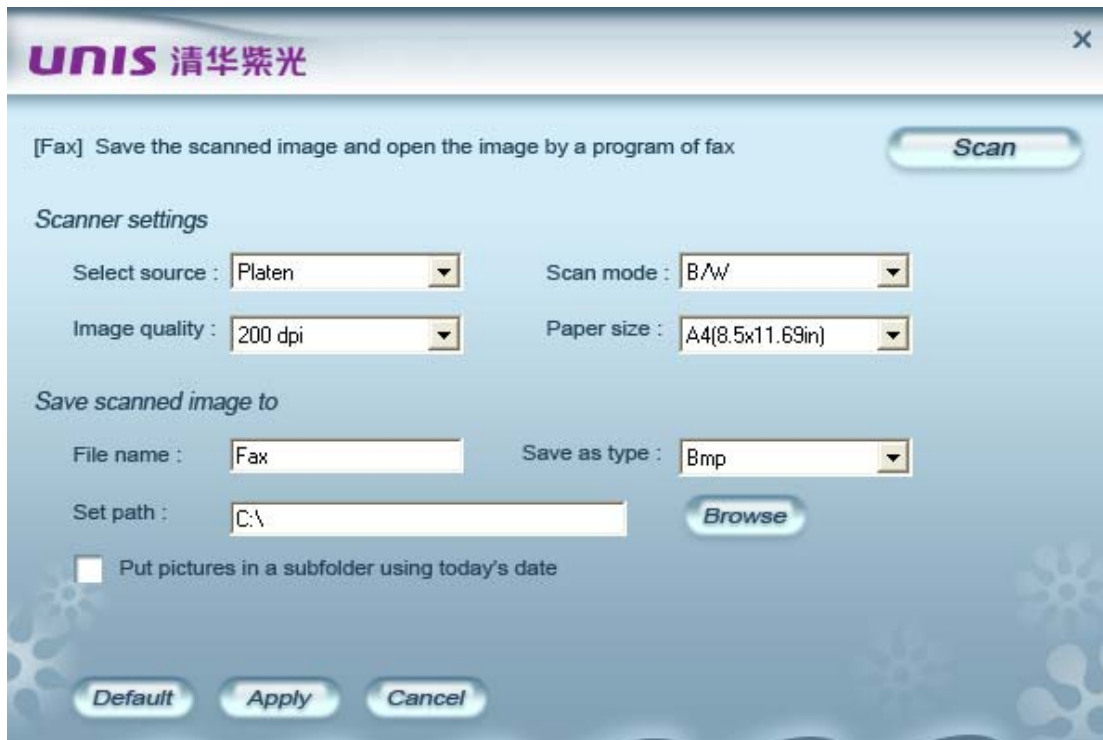 UNIS 清华紫光
[Fax] Save the scanned image and open the image by a program of fax
Scan
Scanner settings
Select source : Platen
Scan mode : B/W
Image quality : 200 dpi
Paper size : A4(8.5x11.69in)
Save scanned image to
File name : Fax
Save as type : Bmp
Set path : C:\
Browse
Put pictures in a subfolder using today's date
Default Apply Cancel